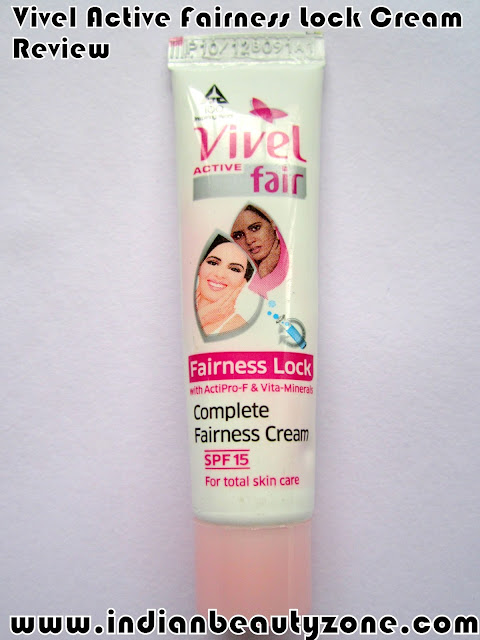 Vivel Active Fairness Lock Cream
Review
Vivel
ACTIVE
fair
Fairness Lock
with ActiPro-F & Vita-Minerals
Complete
Fairness Cream
SPF 15
For total skin care
www.indianbeautyzone.com